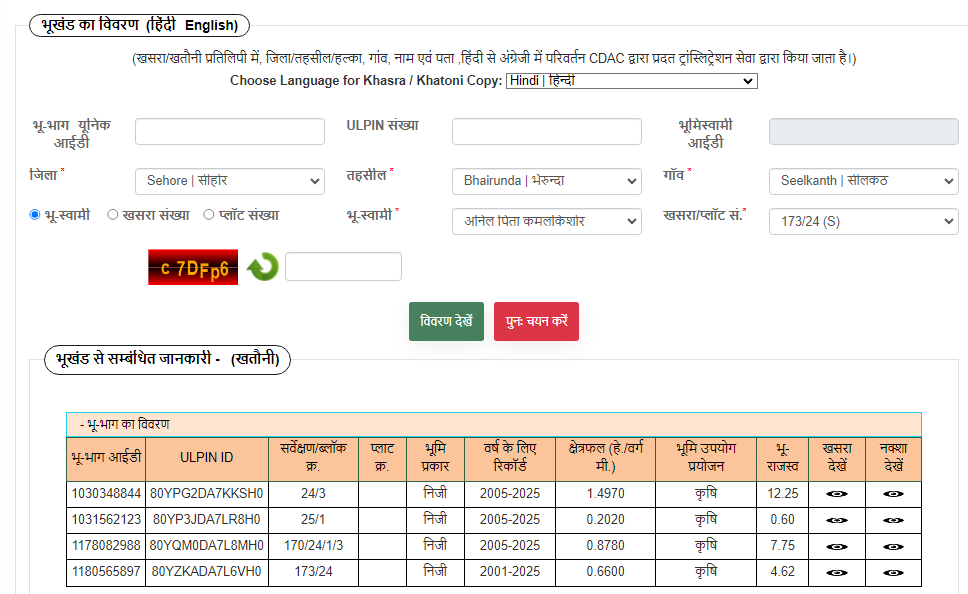 भूखंड का विवरण (हिंदी English)
(खसरा/खतौनी प्रतिलिपी में, जिला/तहसील/हल्का, गांव, नाम एवं पता ,हिंदी से अंग्रेजी में परिवर्तन CDAC द्वारा प्रदत ट्रांस्लिट्रेशन सेवा द्वारा किया जाता है।)
Choose Language for Khasra / Khatoni Copy: Hindi | हिन्दी
भू-भाग यूनिक आईडी ULPIN संख्या भूमिस्वामी आईडी
जिला * Sehore | सीहोर तहसील * Bhairunda | भेरुन्दा गाँव * Seelkanth | सीलकंठ
भू-स्वामी खसरा संख्या प्लॉट संख्या भू-स्वामी * अनिल पिता कमलकिशोर खसरा/प्लॉट सं.* 173/24 (S)
c 7DFp6
विवरण देखें पुनः चयन करें
भूखंड से सम्बंधित जानकारी - (खतौनी)
- भू-भाग का विवरण
भू-भाग आईडी ULPIN ID सर्वेक्षण/ब्लॉक क्र. प्लाट क्र. भूमि प्रकार वर्ष के लिए रिकॉर्ड क्षेत्रफल (हे./वर्ग मी.) भूमि उपयोग प्रयोजन भू-राजस्व खसरा देखें नक्शा देखें
1030348844 80YPG2DA7KKSH0 24/3 निजी 2005-2025 1.4970 कृषि 12.25
1031562123 80YP3JDA7LR8H0 25/1 निजी 2005-2025 0.2020 कृषि 0.60
1178082988 80YQM0DA7L8MH0 170/24/1/3 निजी 2005-2025 0.8780 कृषि 7.75
1180565897 80YZKADA7L6VH0 173/24 निजी 2001-2025 0.6600 कृषि 4.62